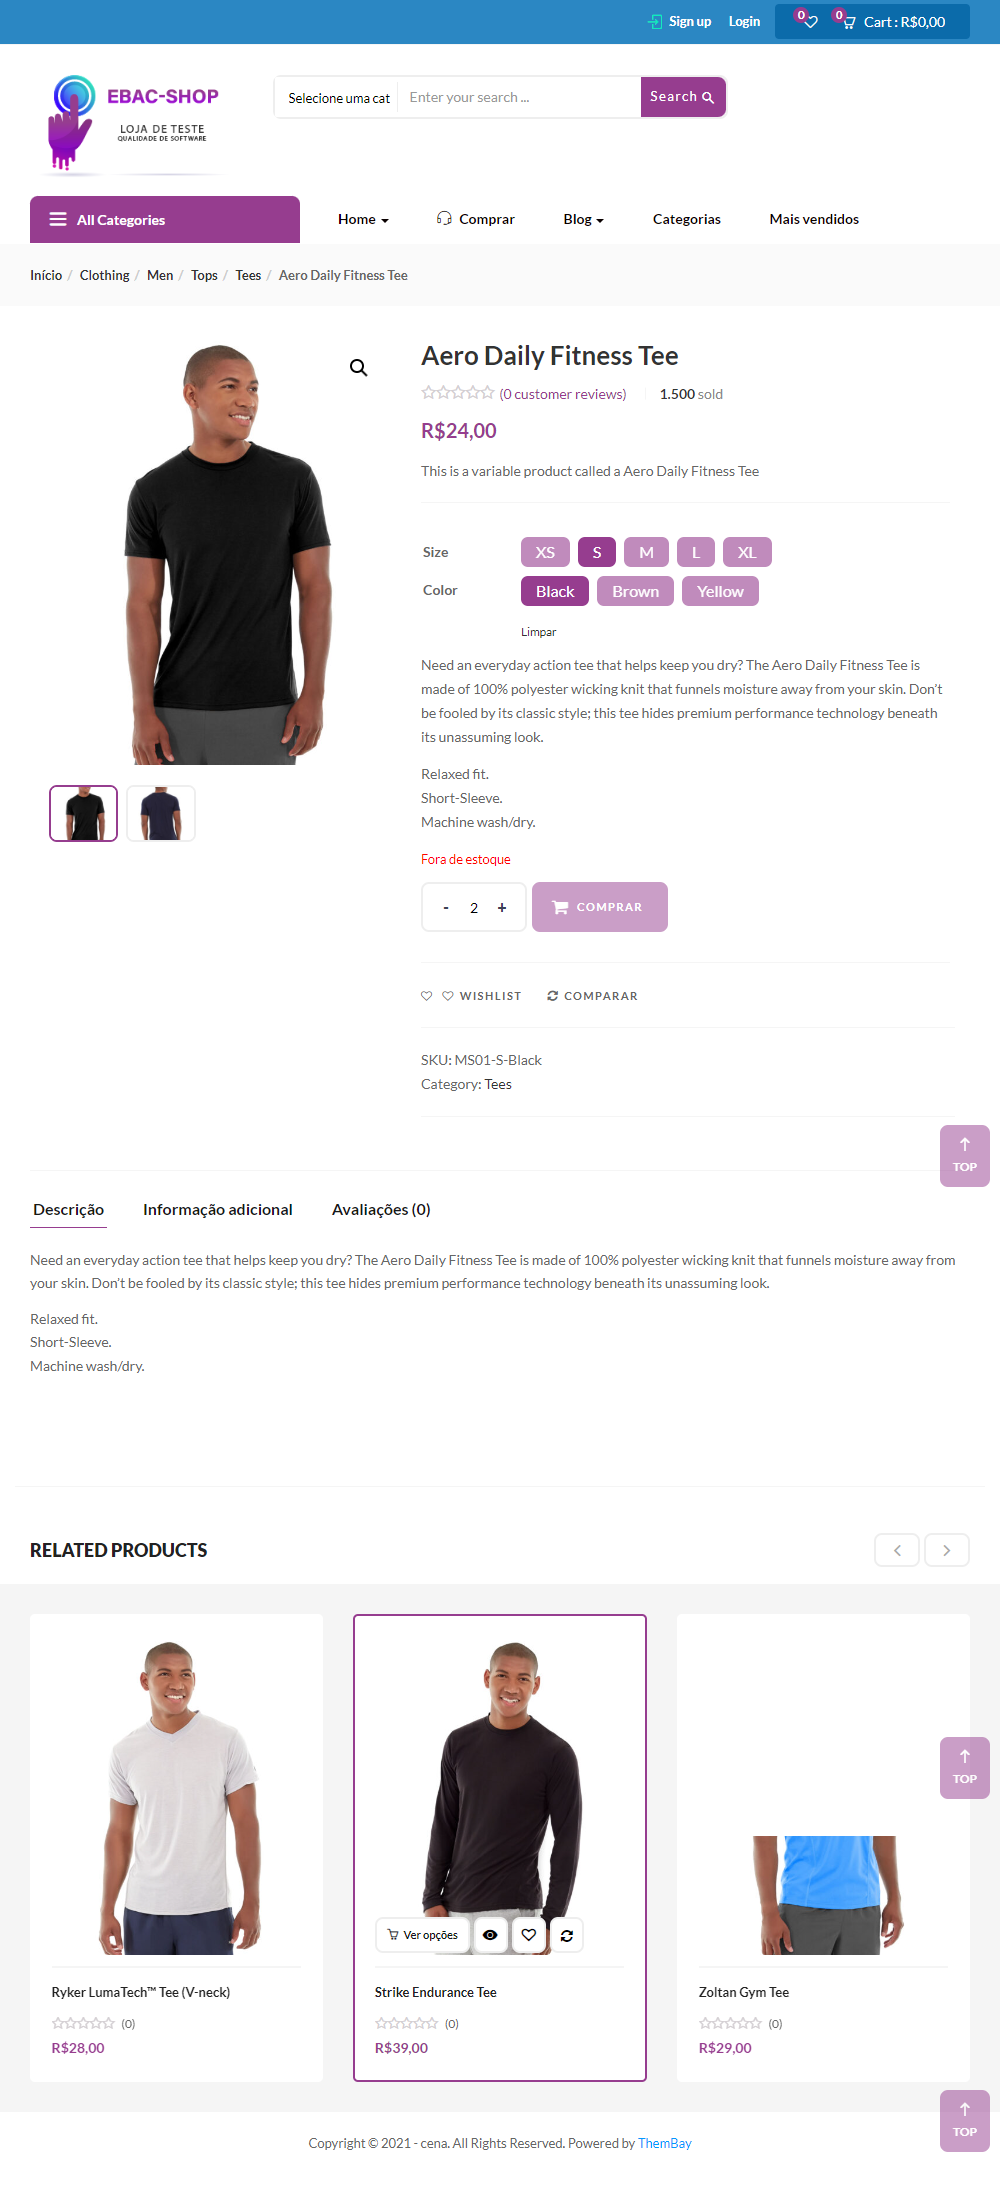 Sign up Login 0 0 Cart : R$0,00
EBAC-SHOP
LOJA DE TESTE
QUALIDADE DE SOFTWARE
Selecione uma cat Enter your search ... Search
All Categories Home Comprar Blog Categorias Mais vendidos
Início / Clothing / Men / Tops / Tees / Aero Daily Fitness Tee
Aero Daily Fitness Tee
(0 customer reviews) 1.500 sold
R$24,00
This is a variable product called a Aero Daily Fitness Tee
Size XS S M L XL
Color Black Brown Yellow
Limpar
Need an everyday action tee that helps keep you dry? The Aero Daily Fitness Tee is
made of 100% polyester wicking knit that funnels moisture away from your skin. Don’t
be fooled by its classic style; this tee hides premium performance technology beneath
its unassuming look.
Relaxed fit.
Short-Sleeve.
Machine wash/dry.
Fora de estoque
- 2 + COMPRAR
WISHLIST COMPARAR
SKU: MS01-S-Black
Category: Tees
TOP
Descrição Informação adicional Avaliações (0)
Need an everyday action tee that helps keep you dry? The Aero Daily Fitness Tee is made of 100% polyester wicking knit that funnels moisture away from
your skin. Don’t be fooled by its classic style; this tee hides premium performance technology beneath its unassuming look.
Relaxed fit.
Short-Sleeve.
Machine wash/dry.
RELATED PRODUCTS
TOP
Ver opções
Ryker LumaTech™ Tee (V-neck) Strike Endurance Tee Zoltan Gym Tee
(0) (0) (0)
R$28,00 R$39,00 R$29,00
TOP
Copyright © 2021 - cena. All Rights Reserved. Powered by ThemBay